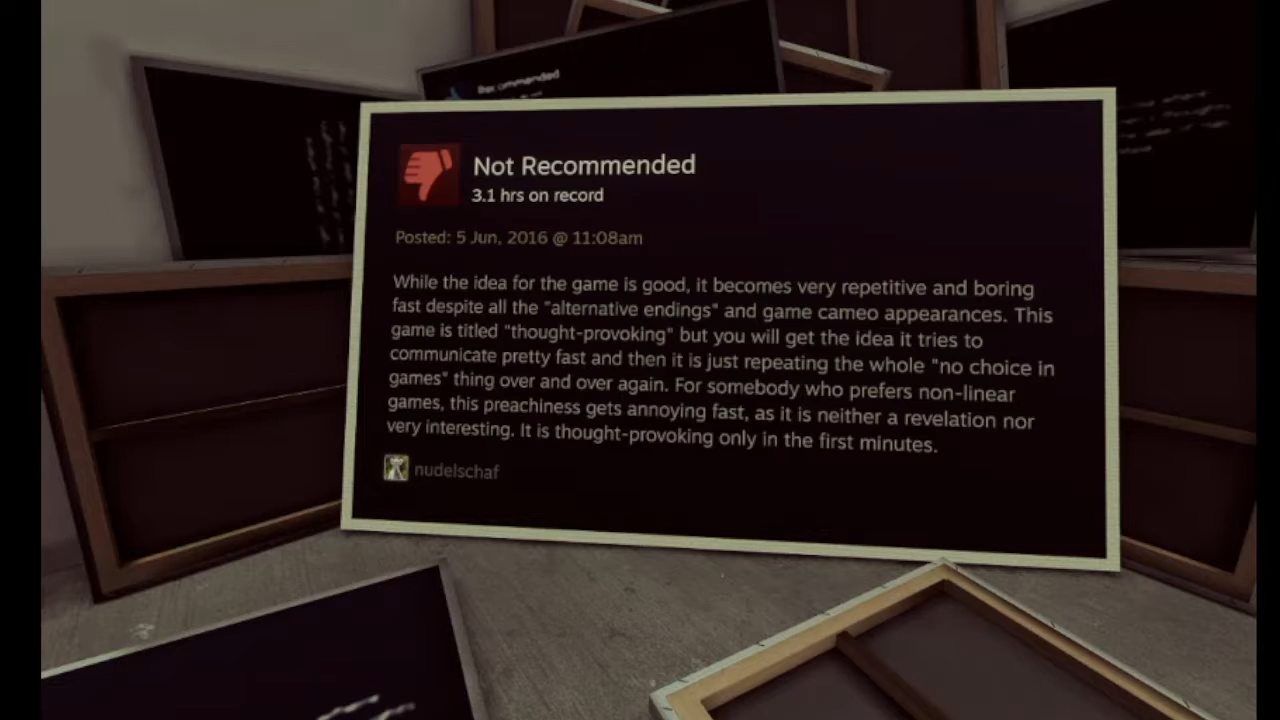 Recommended
Not Recommended
3.1 hrs on record
Posted: 5 Jun, 2016 @ 11:08am
While the idea for the game is good, it becomes very repetitive and boring
fast despite all the "alternative endings" and game cameo appearances. This
game is titled "thought-provoking" but you will get the idea it tries to
communicate pretty fast and then it is just repeating the whole "no choice in
games" thing over and over again. For somebody who prefers non-linear
games, this preachiness gets annoying fast, as it is neither a revelation nor
very interesting. It is thought-provoking only in the first minutes.
nudelschaf